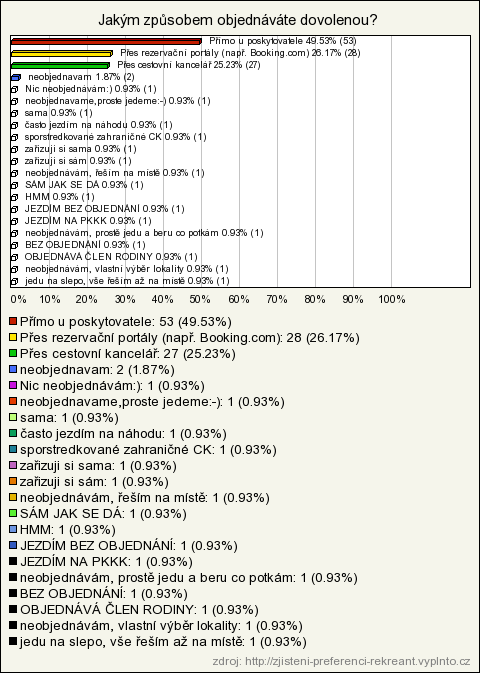 Jakým způsobem objednáváte dovolenou?
Přímo u poskytovatele 49.53% (53)
Přes rezervační portály (např. Booking.com) 26.17% (28)
Přes cestovní kancelář 25.23% (27)
neobjednavam 1.87% (2)
Nic neobjednávám:) 0.93% (1)
neobjednavame,proste jedeme:-) 0.93% (1)
sama 0.93% (1)
často jezdím na náhodu 0.93% (1)
sporstredkované zahraničné CK 0.93% (1)
zařizuji si sama 0.93% (1)
zařizuji si sám 0.93% (1)
neobjednávám, řeším na místě 0.93% (1)
SÁM JAK SE DÁ 0.93% (1)
HMM 0.93% (1)
JEZDÍM BEZ OBJEDNÁNÍ 0.93% (1)
JEZDÍM NA PKKK 0.93% (1)
neobjednávám, prostě jedu a beru co potkám 0.93% (1)
BEZ OBJEDNÁNÍ 0.93% (1)
OBJEDNÁVÁ ČLEN RODINY 0.93% (1)
neobjednávám, vlastní výběr lokality 0.93% (1)
jedu na slepo, vše řeším až na místě 0.93% (1)
0% 10% 20% 30% 40% 50% 60% 70% 80% 90% 100%
Přímo u poskytovatele: 53 (49.53%)
Přes rezervační portály (např. Booking.com): 28 (26.17%)
Přes cestovní kancelář: 27 (25.23%)
neobjednavam: 2 (1.87%)
Nic neobjednávám:): 1 (0.93%)
neobjednavame,proste jedeme:-): 1 (0.93%)
sama: 1 (0.93%)
často jezdím na náhodu: 1 (0.93%)
sporstredkované zahraničné CK: 1 (0.93%)
zařizuji si sama: 1 (0.93%)
zařizuji si sám: 1 (0.93%)
neobjednávám, řeším na místě: 1 (0.93%)
SÁM JAK SE DÁ: 1 (0.93%)
HMM: 1 (0.93%)
JEZDÍM BEZ OBJEDNÁNÍ: 1 (0.93%)
JEZDÍM NA PKKK: 1 (0.93%)
neobjednávám, prostě jedu a beru co potkám: 1 (0.93%)
BEZ OBJEDNÁNÍ: 1 (0.93%)
OBJEDNÁVÁ ČLEN RODINY: 1 (0.93%)
neobjednávám, vlastní výběr lokality: 1 (0.93%)
jedu na slepo, vše řeším až na místě: 1 (0.93%)
zdroj: http://zjisteni-preferenci-rekreant.vyplnto.cz